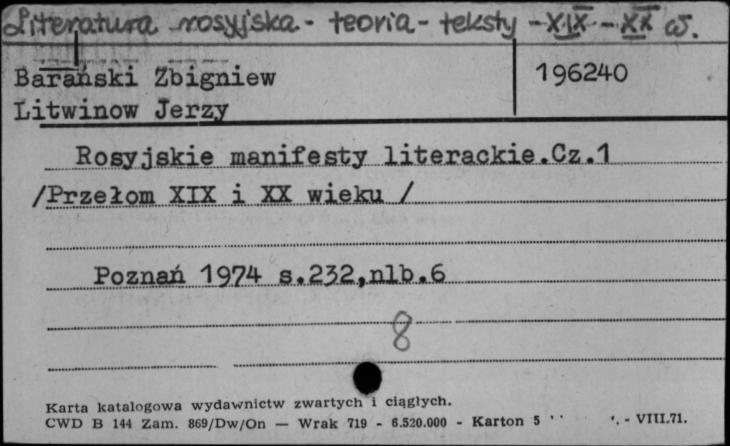 Literatura rosyjska - teoria - teksty - XIX - XX w.
Barański Zbigniew 196240
Litwinow Jerzy
Rosyjskie manifesty literackie.Cz.1
/Przełom XIX i XX wieku /
Poznań 1974 s.232,nlb.6
8
Karta katalogowa wydawnictw zwartych i ciągłych.
CWD B 144 Zam. 869/Dw/On — Wrak 719 - 6.520.000 - Karton 5 - VIII.71.